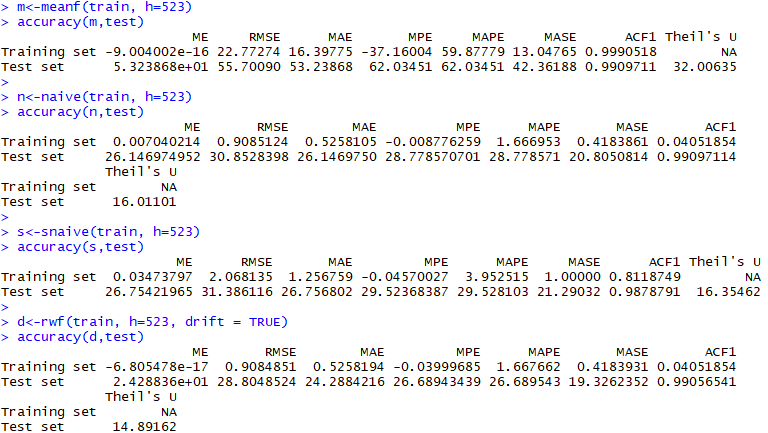 > m<-meanf(train, h=523)
> accuracy(m,test)
ME RMSE MAE MPE MAPE MASE ACF1 Theil's U
Training set -9.004002e-16 22.77274 16.39775 -37.16004 59.87779 13.04765 0.9990518 NA
Test set 5.323868e+01 55.70090 53.23868 62.03451 62.03451 42.36188 0.9909711 32.00635
>
> n<-naive(train, h=523)
> accuracy(n,test)
ME RMSE MAE MPE MAPE MASE ACF1
Training set 0.007040214 0.9085124 0.5258105 -0.008776259 1.666953 0.4183861 0.04051854
Test set 26.146974952 30.8528398 26.1469750 28.778570701 28.778571 20.8050814 0.99097114
Theil's U
Training set NA
Test set 16.01101
>
> s<-snaive(train, h=523)
> accuracy(s,test)
ME RMSE MAE MPE MAPE MASE ACF1 Theil's U
Training set 0.03473797 2.068135 1.256759 -0.04570027 3.952515 1.00000 0.8118749 NA
Test set 26.75421965 31.386116 26.756802 29.52368387 29.528103 21.29032 0.9878791 16.35462
>
> d<-rwf(train, h=523, drift = TRUE)
> accuracy(d,test)
ME RMSE MAE MPE MAPE MASE ACF1
Training set -6.805478e-17 0.9084851 0.5258194 -0.03999685 1.667662 0.4183931 0.04051854
Test set 2.428836e+01 28.8048524 24.2884216 26.68943439 26.689543 19.3262352 0.99056541
Theil's U
Training set NA
Test set 14.89162